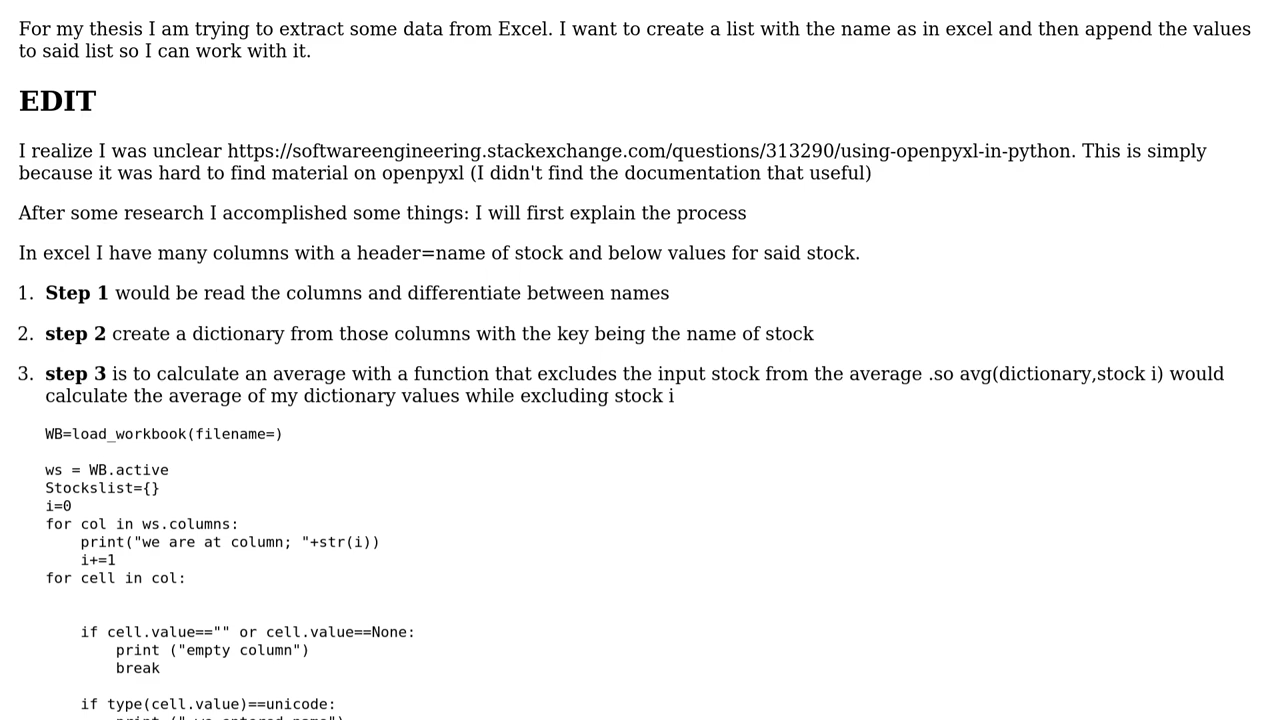 For my thesis I am trying to extract some data from Excel. I want to create a list with the name as in excel and then append the values
to said list so I can work with it.
EDIT
I realize I was unclear https://softwareengineering.stackexchange.com/questions/313290/using-openpyxl-in-python. This is simply
because it was hard to find material on openpyxl (I didn't find the documentation that useful)
After some research I accomplished some things: I will first explain the process
In excel I have many columns with a header=name of stock and below values for said stock.
1. Step 1 would be read the columns and differentiate between names
2. step 2 create a dictionary from those columns with the key being the name of stock
3. step 3 is to calculate an average with a function that excludes the input stock from the average .so avg(dictionary,stock i) would
calculate the average of my dictionary values while excluding stock i
WB=load_workbook(filename=)
ws = WB.active
Stockslist={}
i=0
for col in ws.columns:
    print("we are at column; "+str(i))
    i+=1
for cell in col:
    if cell.value=="" or cell.value==None:
        print ("empty column")
        break
    if type(cell.value)==unicode:
        print (" we entered name")